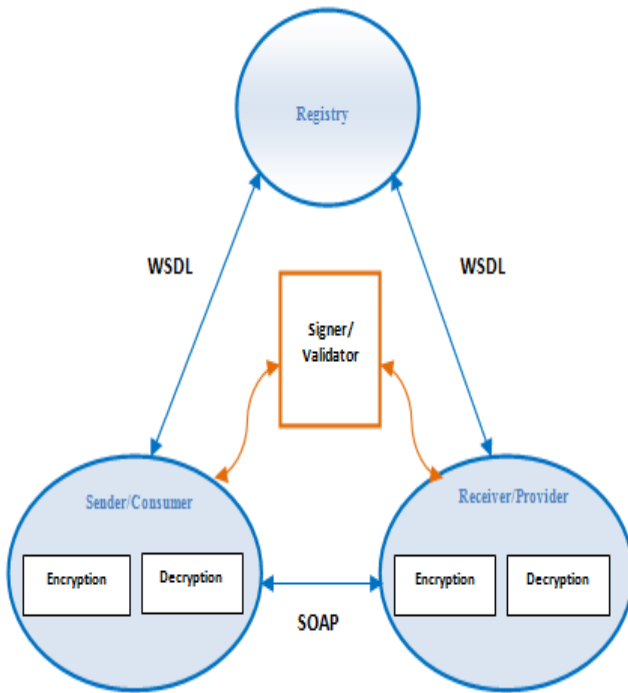 Registry
WSDL
WSDL
Signer/
Validator
Sender/Consumer
Receiver/Provider
Encryption
Decryption
Encryption
Decryption
SOAP